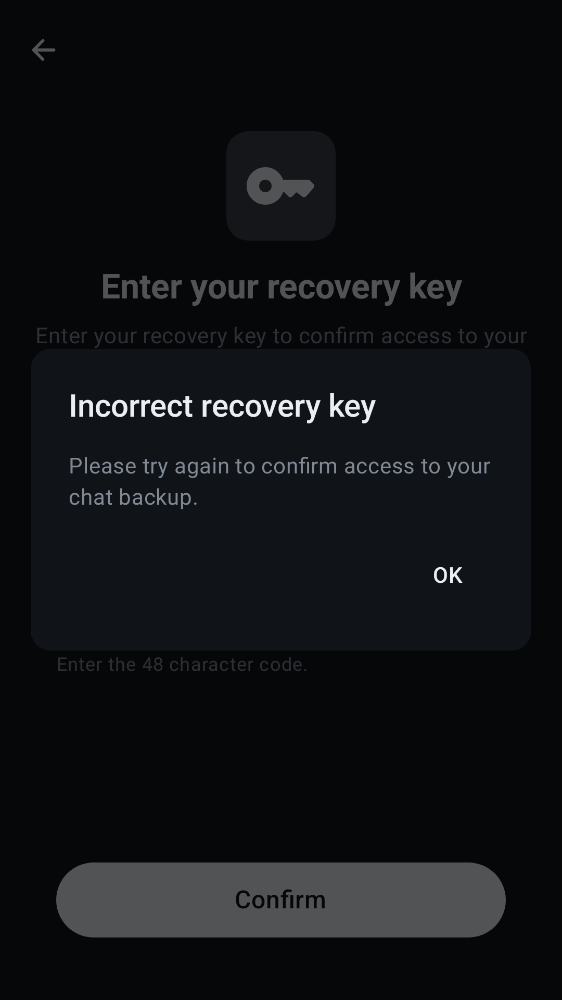 Enter your recovery key
Enter your recovery key to confirm access to your
Incorrect recovery key
Please try again to confirm access to your
chat backup.
OK
Enter the 48 character code.
Confirm